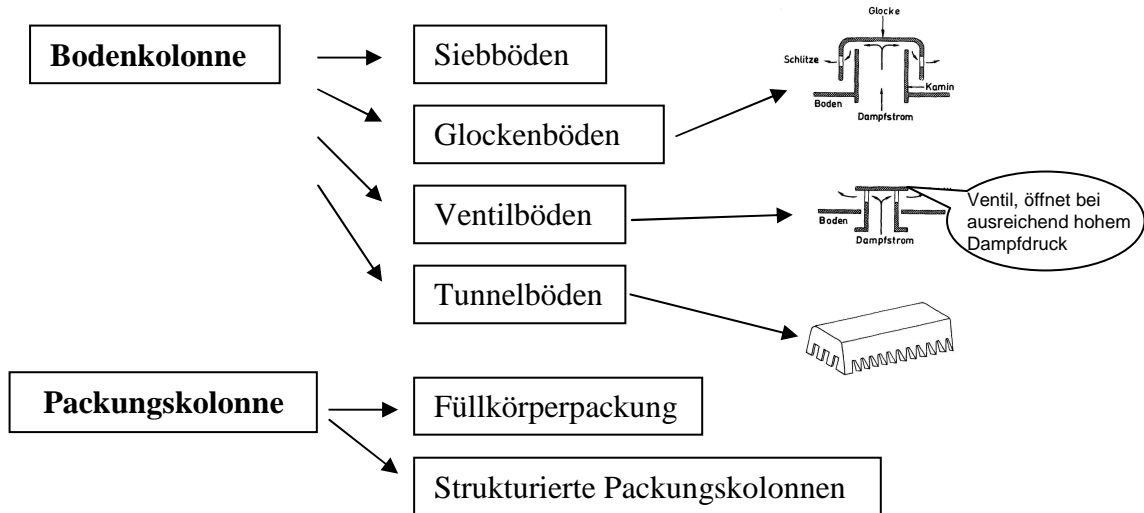 Bodenkolonne
Siebböden
Glocke
Schlitze
Kamin
Boden
Dampfstrom
Glockenböden
Ventilböden
Boden
Dampfstrom
Ventil, öffnet bei
ausreichend hohem
Dampfdruck
Tunnelböden
Packungskolonne
Füllkörperpackung
Strukturierte Packungskolonnen